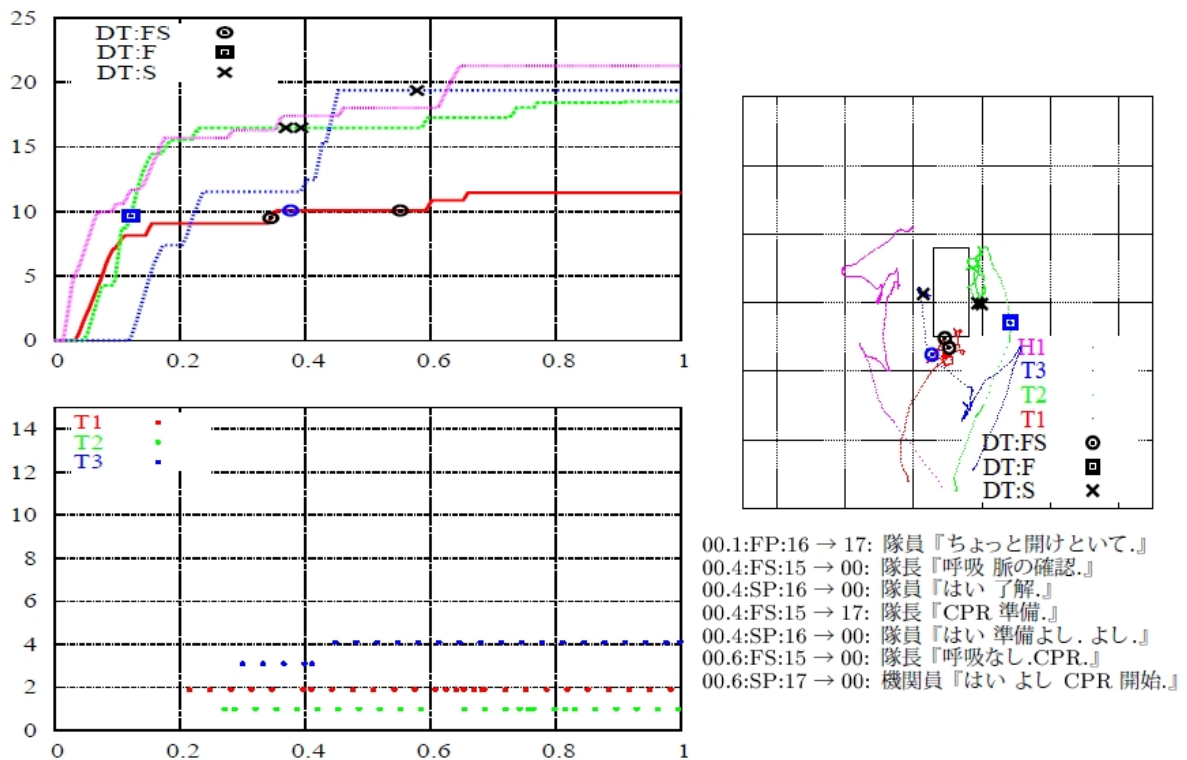 25
20
15
10
5
0
DT:FS
DT:F
DT:S
0 0.2 0.4 0.6 0.8 1
14
12
10
8
6
4
2
0
T1
T2
T3
0 0.2 0.4 0.6 0.8 1
H1
T3
T2
T1
DT:FS
DT:F
DT:S
00.1:FP:16 → 17: 隊員『ちょっと開けといて.』
00.4:FS:15 → 00: 隊長『呼吸 脈の確認.』
00.4:SP:16 → 00: 隊員『はい 了解.』
00.4:FS:15 → 17: 隊長『CPR 準備.』
00.4:SP:16 → 00: 隊員『はい 準備よし. よし.』
00.6:FS:15 → 00: 隊長『呼吸なし.CPR.』
00.6:SP:17 → 00: 機関員『はい よし CPR 開始.』